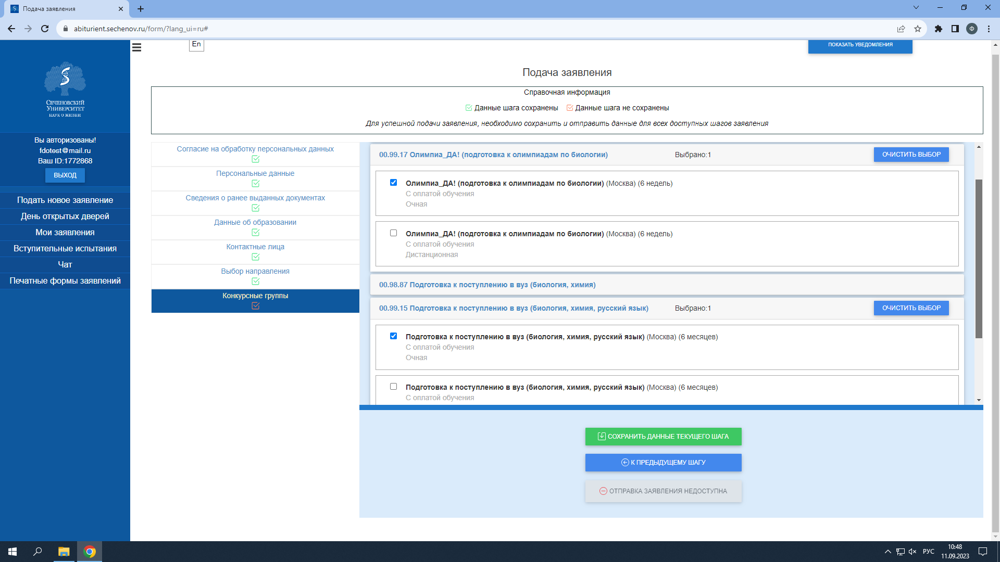 Подача заявления
abiturient.sechenov.ru/form/?lang_ui=ru#
Ф
En
ПОКАЗАТЬ УВЕДОМЛЕНИЯ
СЕЧЕНОВСКИЙ
УНИВЕРСИТЕТ
НАУК О ЖИЗНИ
Вы авторизованы!
fdotest@mail.ru
Ваш ID:1772868
ВЫХОД
Подать новое заявление
День открытых дверей
Мои заявления
Вступительные испытания
Чат
Печатные формы заявлений
Подача заявления
Справочная информация
Данные шага сохранены Данные шага не сохранены
Для успешной подачи заявления, необходимо сохранить и отправить данные для всех доступных шагов заявления
Согласие на обработку персональных данных
Персональные данные
Сведения о ранее выданных документах
Данные об образовании
Контактные лица
Выбор направления
Конкурсные группы
00.99.17 Олимпиа_ДА! (подготовка к олимпиадам по биологии) Выбрано:1 ОЧИСТИТЬ ВЫБОР
Олимпиа_ДА! (подготовка к олимпиадам по биологии) (Москва) (6 недель)
С оплатой обучения
Очная
Олимпиа_ДА! (подготовка к олимпиадам по биологии) (Москва) (6 недель)
С оплатой обучения
Дистанционная
00.98.87 Подготовка к поступлению в вуз (биология, химия)
00.99.15 Подготовка к поступлению в вуз (биология, химия, русский язык) Выбрано:1 ОЧИСТИТЬ ВЫБОР
Подготовка к поступлению в вуз (биология, химия, русский язык) (Москва) (6 месяцев)
С оплатой обучения
Очная
Подготовка к поступлению в вуз (биология, химия, русский язык) (Москва) (6 месяцев)
С оплатой обучения
СОХРАНИТЬ ДАННЫЕ ТЕКУЩЕГО ШАГА
К ПРЕДЫДУЩЕМУ ШАГУ
ОТПРАВКА ЗАЯВЛЕНИЯ НЕДОСТУПНА
РУС
10:48
11.09.2023